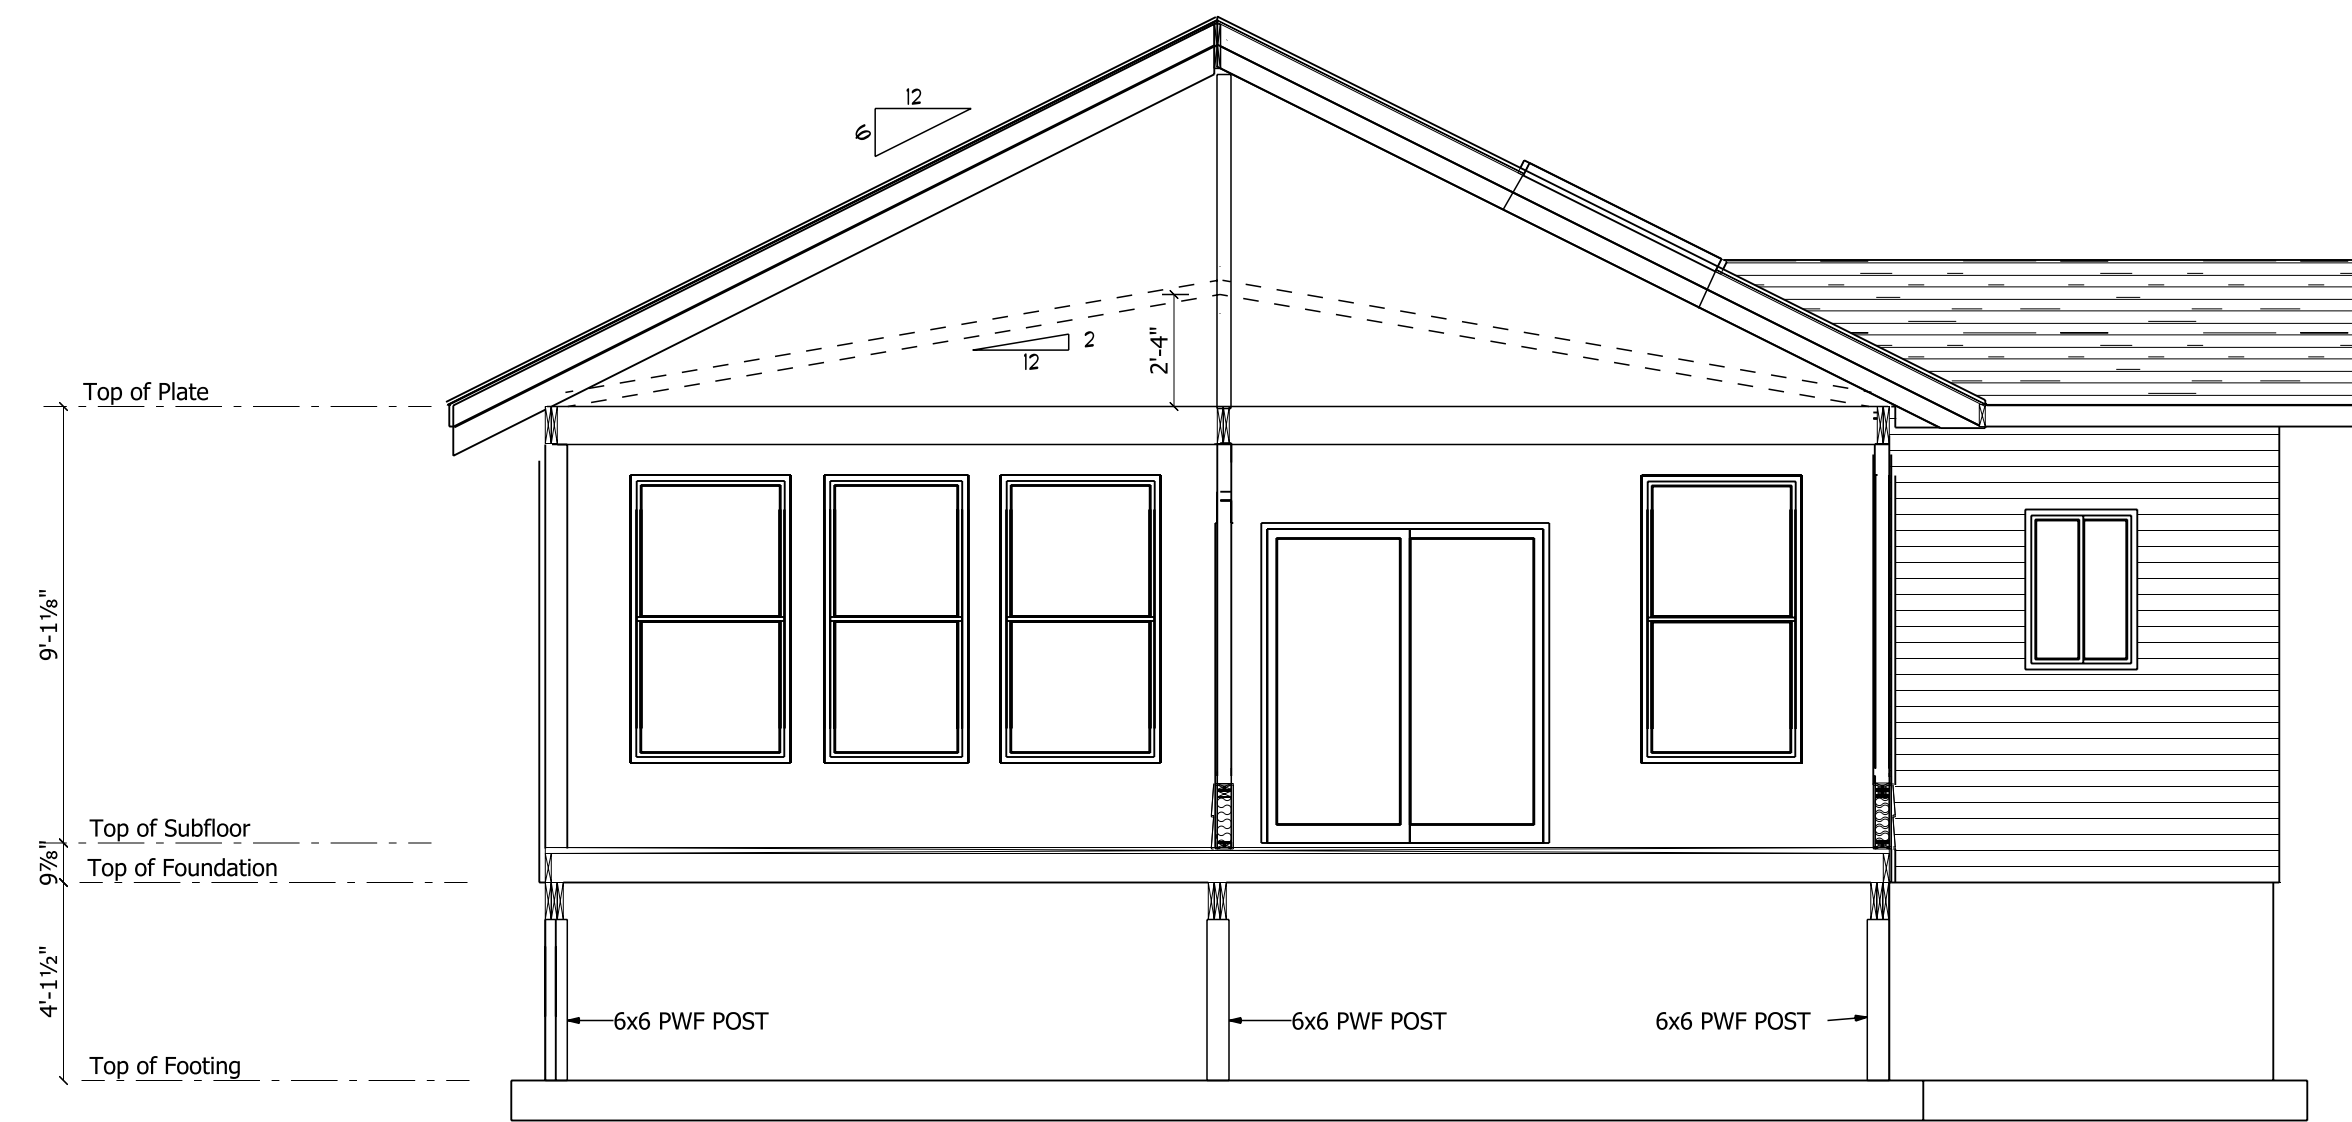 12
6
2
12
2'-4"
Top of Plate
9'-1⅛"
Top of Subfloor
9⅞"
Top of Foundation
4'-1½"
6x6 PWF POST
6x6 PWF POST
6x6 PWF POST
Top of Footing